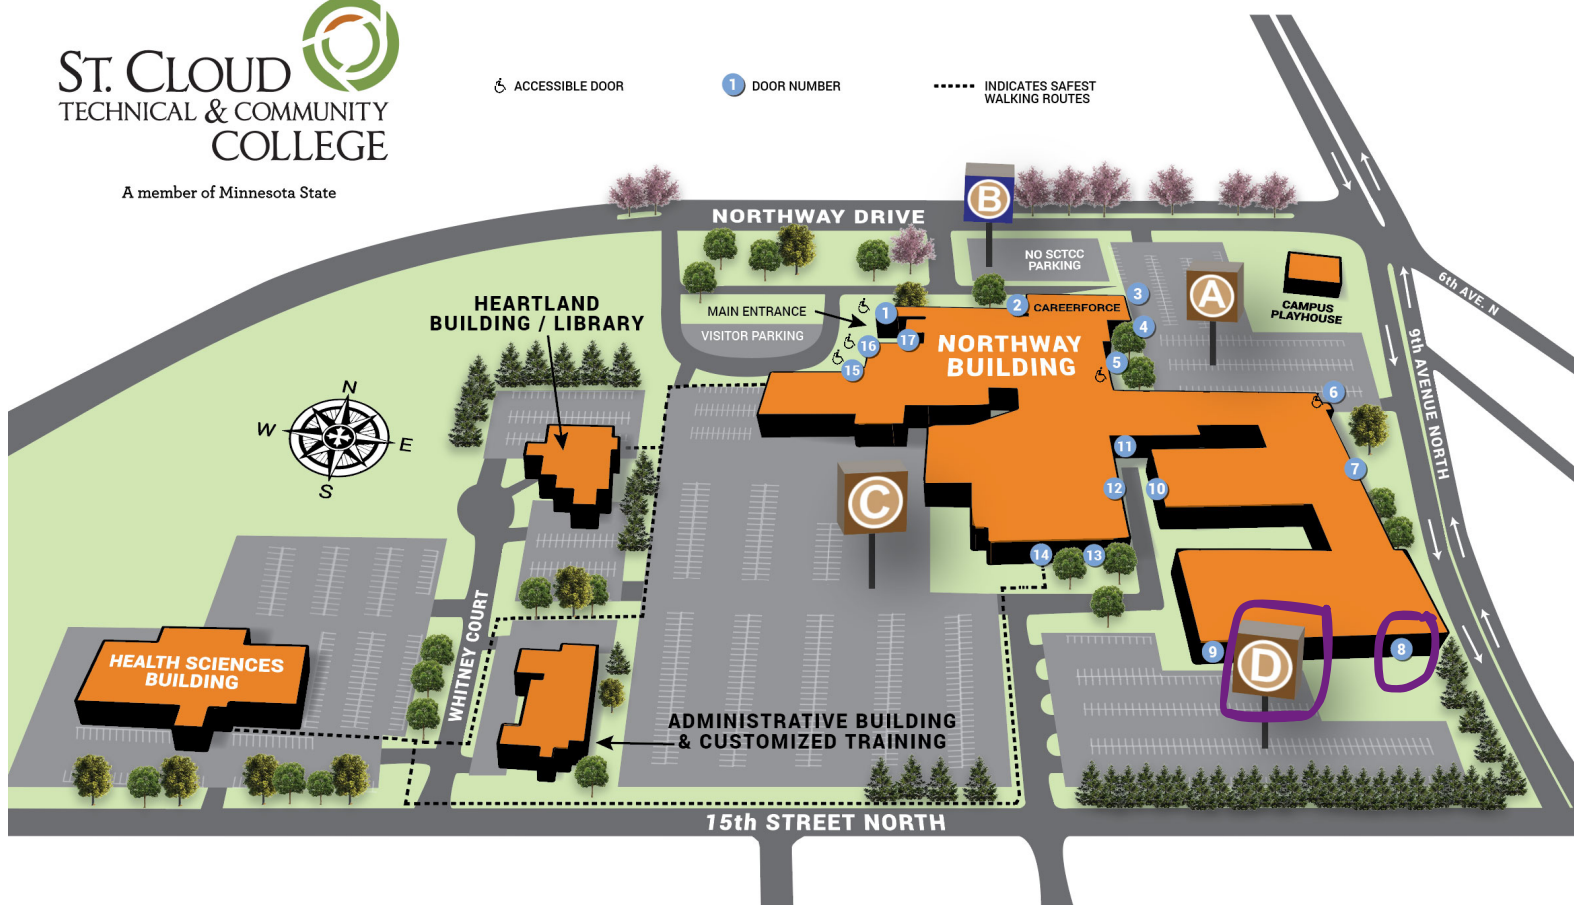 ST. CLOUD
TECHNICAL & COMMUNITY
COLLEGE
A member of Minnesota State
ACCESSIBLE DOOR
1 DOOR NUMBER
INDICATES SAFEST
WALKING ROUTES
NORTHWAY DRIVE
B
NO SCTCC
PARKING
A
CAMPUS
PLAYHOUSE
6th AVE. N
9th AVENUE NORTH
HEARTLAND
BUILDING / LIBRARY
MAIN ENTRANCE
VISITOR PARKING
1
2
CAREERFORCE
3
4
5
6
7
16
17
15
NORTHWAY
BUILDING
N
W
E
S
C
11
12
10
14
13
WHITNEY COURT
HEALTH SCIENCES
BUILDING
9
D
8
ADMINISTRATIVE BUILDING
& CUSTOMIZED TRAINING
15th STREET NORTH